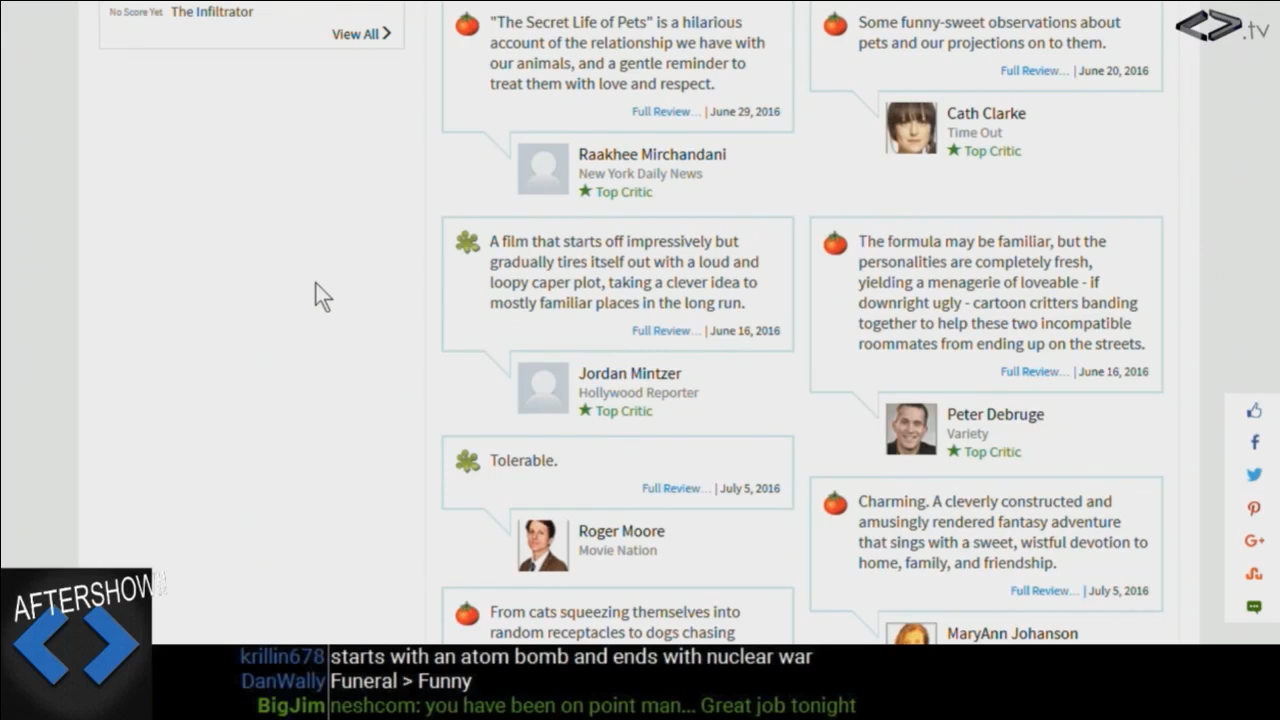 No Score Yet The Infiltrator
View All
"The Secret Life of Pets" is a hilarious
account of the relationship we have with
our animals, and a gentle reminder to
treat them with love and respect.
Full Review... | June 29, 2016
Raakhee Mirchandani
New York Daily News
Top Critic
A film that starts off impressively but
gradually tires itself out with a loud and
loopy caper plot, taking a clever idea to
mostly familiar places in the long run.
Full Review... | June 16, 2016
Jordan Mintzer
Hollywood Reporter
Top Critic
Tolerable.
Full Review... | July 5, 2016
Roger Moore
Movie Nation
From cats squeezing themselves into
random receptacles to dogs chasing
Some funny-sweet observations about
pets and our projections on to them.
Full Review... | June 20, 2016
Cath Clarke
Time Out
Top Critic
The formula may be familiar, but the
personalities are completely fresh,
yielding a menagerie of loveable - if
downright ugly - cartoon critters banding
together to help these two incompatible
roommates from ending up on the streets.
Full Review... | June 16, 2016
Peter Debruge
Variety
Top Critic
Charming. A cleverly constructed and
amusingly rendered fantasy adventure
that sings with a sweet, wistful devotion to
home, family, and friendship.
Full Review... | July 5, 2016
MaryAnn Johanson
.tv
G+
AFTERSHOW!!
krillin678 starts with an atom bomb and ends with nuclear war
DanWally Funeral > Funny
BigJim neshcom: you have been on point man... Great job tonight